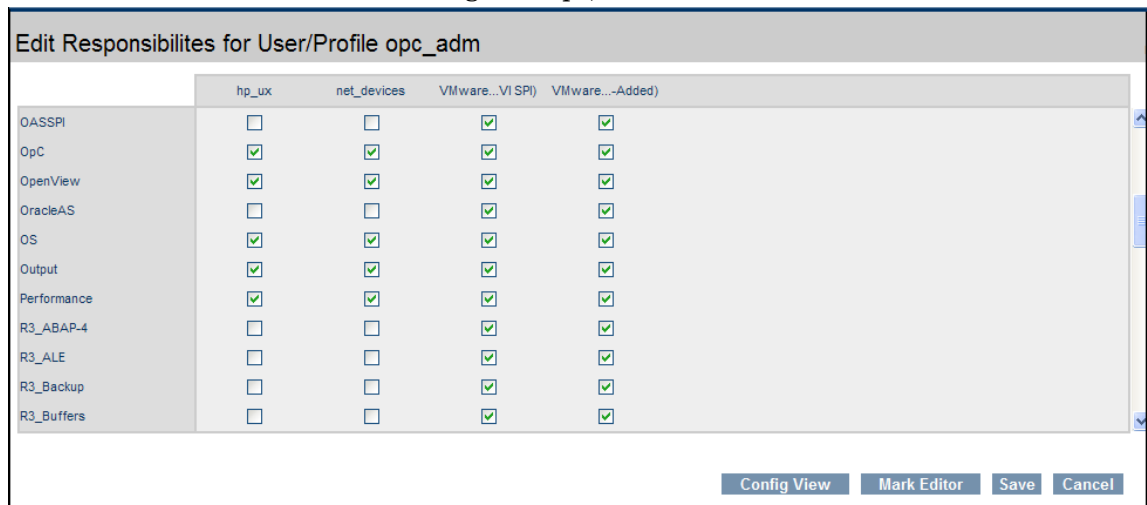 Edit Responsibilites for User/Profile opc_adm
hp_ux net_devices VMware...VI SPI) VMware...-Added)
OASSPI
OpC
OpenView
OracleAS
OS
Output
Performance
R3_ABAP-4
R3_ALE
R3_Backup
R3_Buffers
Config View Mark Editor Save Cancel